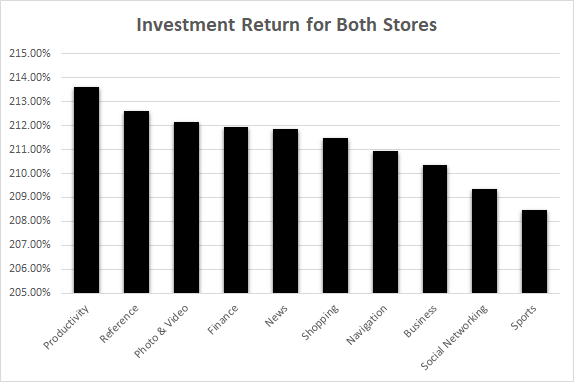 Investment Return for Both Stores
215.00%
214.00%
213.00%
212.00%
211.00%
210.00%
209.00%
208.00%
207.00%
206.00%
205.00%
Productivity
Reference
Photo & Video
Finance
News
Shopping
Navigation
Business
Social Networking
Sports